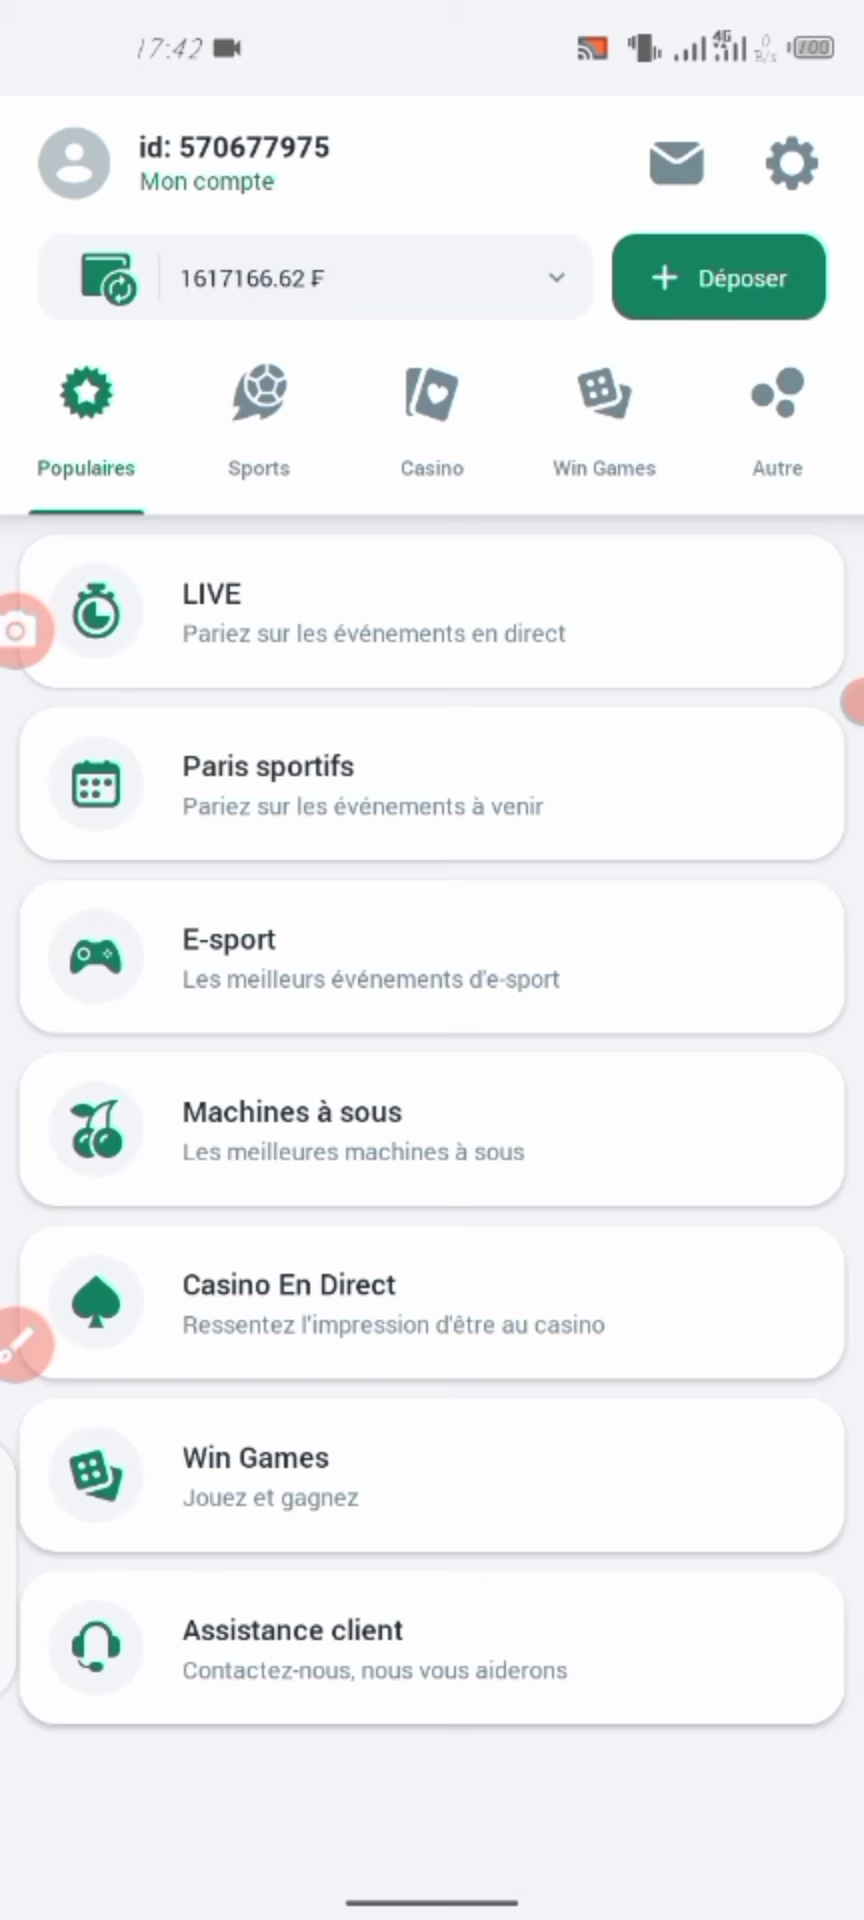 17:42
4G
0
B/s
100
id: 570677975
Mon compte
1617166.62 ₣
+ Déposer
Populaires
Sports
Casino
Win Games
Autre
LIVE
Pariez sur les événements en direct
Paris sportifs
Pariez sur les événements à venir
E-sport
Les meilleurs événements d'e-sport
Machines à sous
Les meilleures machines à sous
Casino En Direct
Ressentez l'impression d'être au casino
Win Games
Jouez et gagnez
Assistance client
Contactez-nous, nous vous aiderons